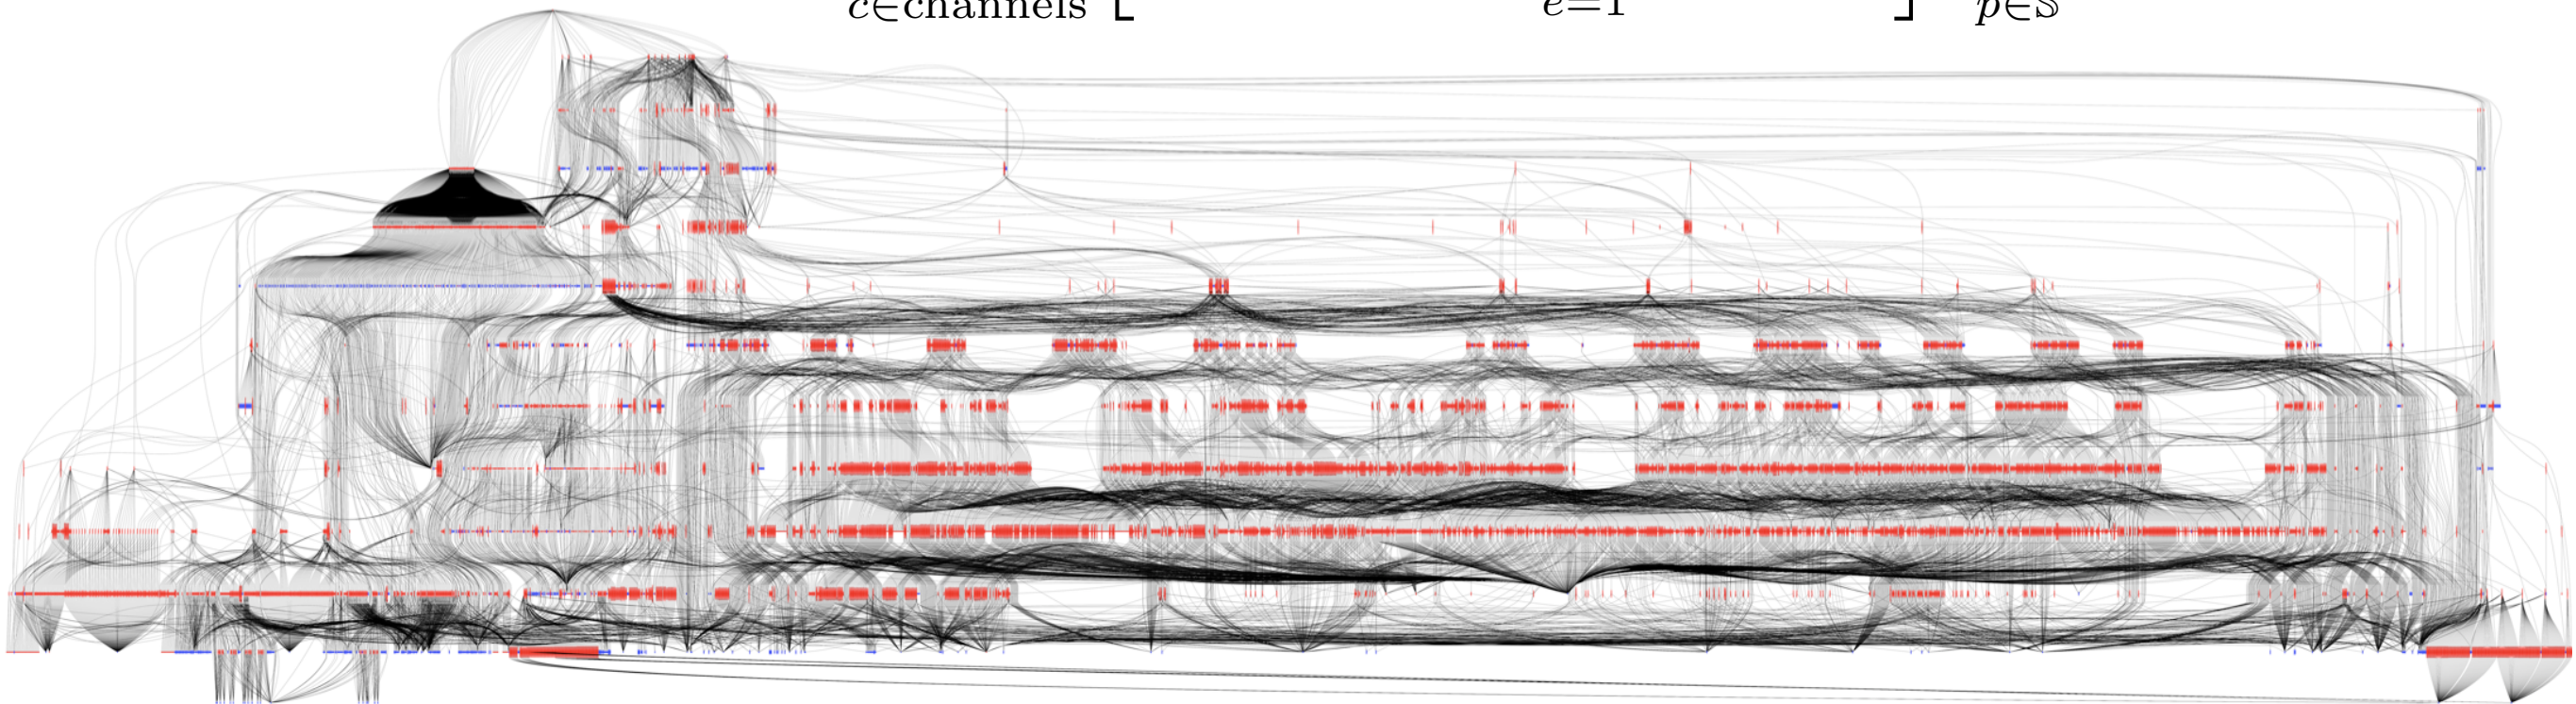 c∈channels [ e=1 ] p∈𝕊